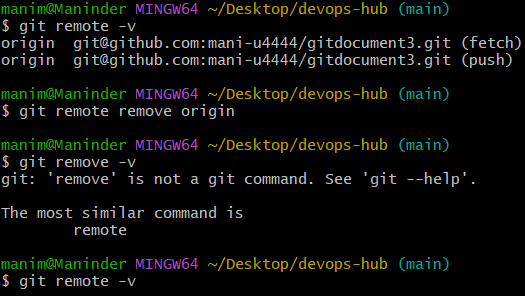 manim@Maninder MINGW64 ~/Desktop/devops-hub (main)
$ git remote -v
origin  git@github.com:mani-u4444/gitdocument3.git (fetch)
origin  git@github.com:mani-u4444/gitdocument3.git (push)

manim@Maninder MINGW64 ~/Desktop/devops-hub (main)
$ git remote remove origin

manim@Maninder MINGW64 ~/Desktop/devops-hub (main)
$ git remove -v
git: 'remove' is not a git command. See 'git --help'.

The most similar command is
        remote

manim@Maninder MINGW64 ~/Desktop/devops-hub (main)
$ git remote -v